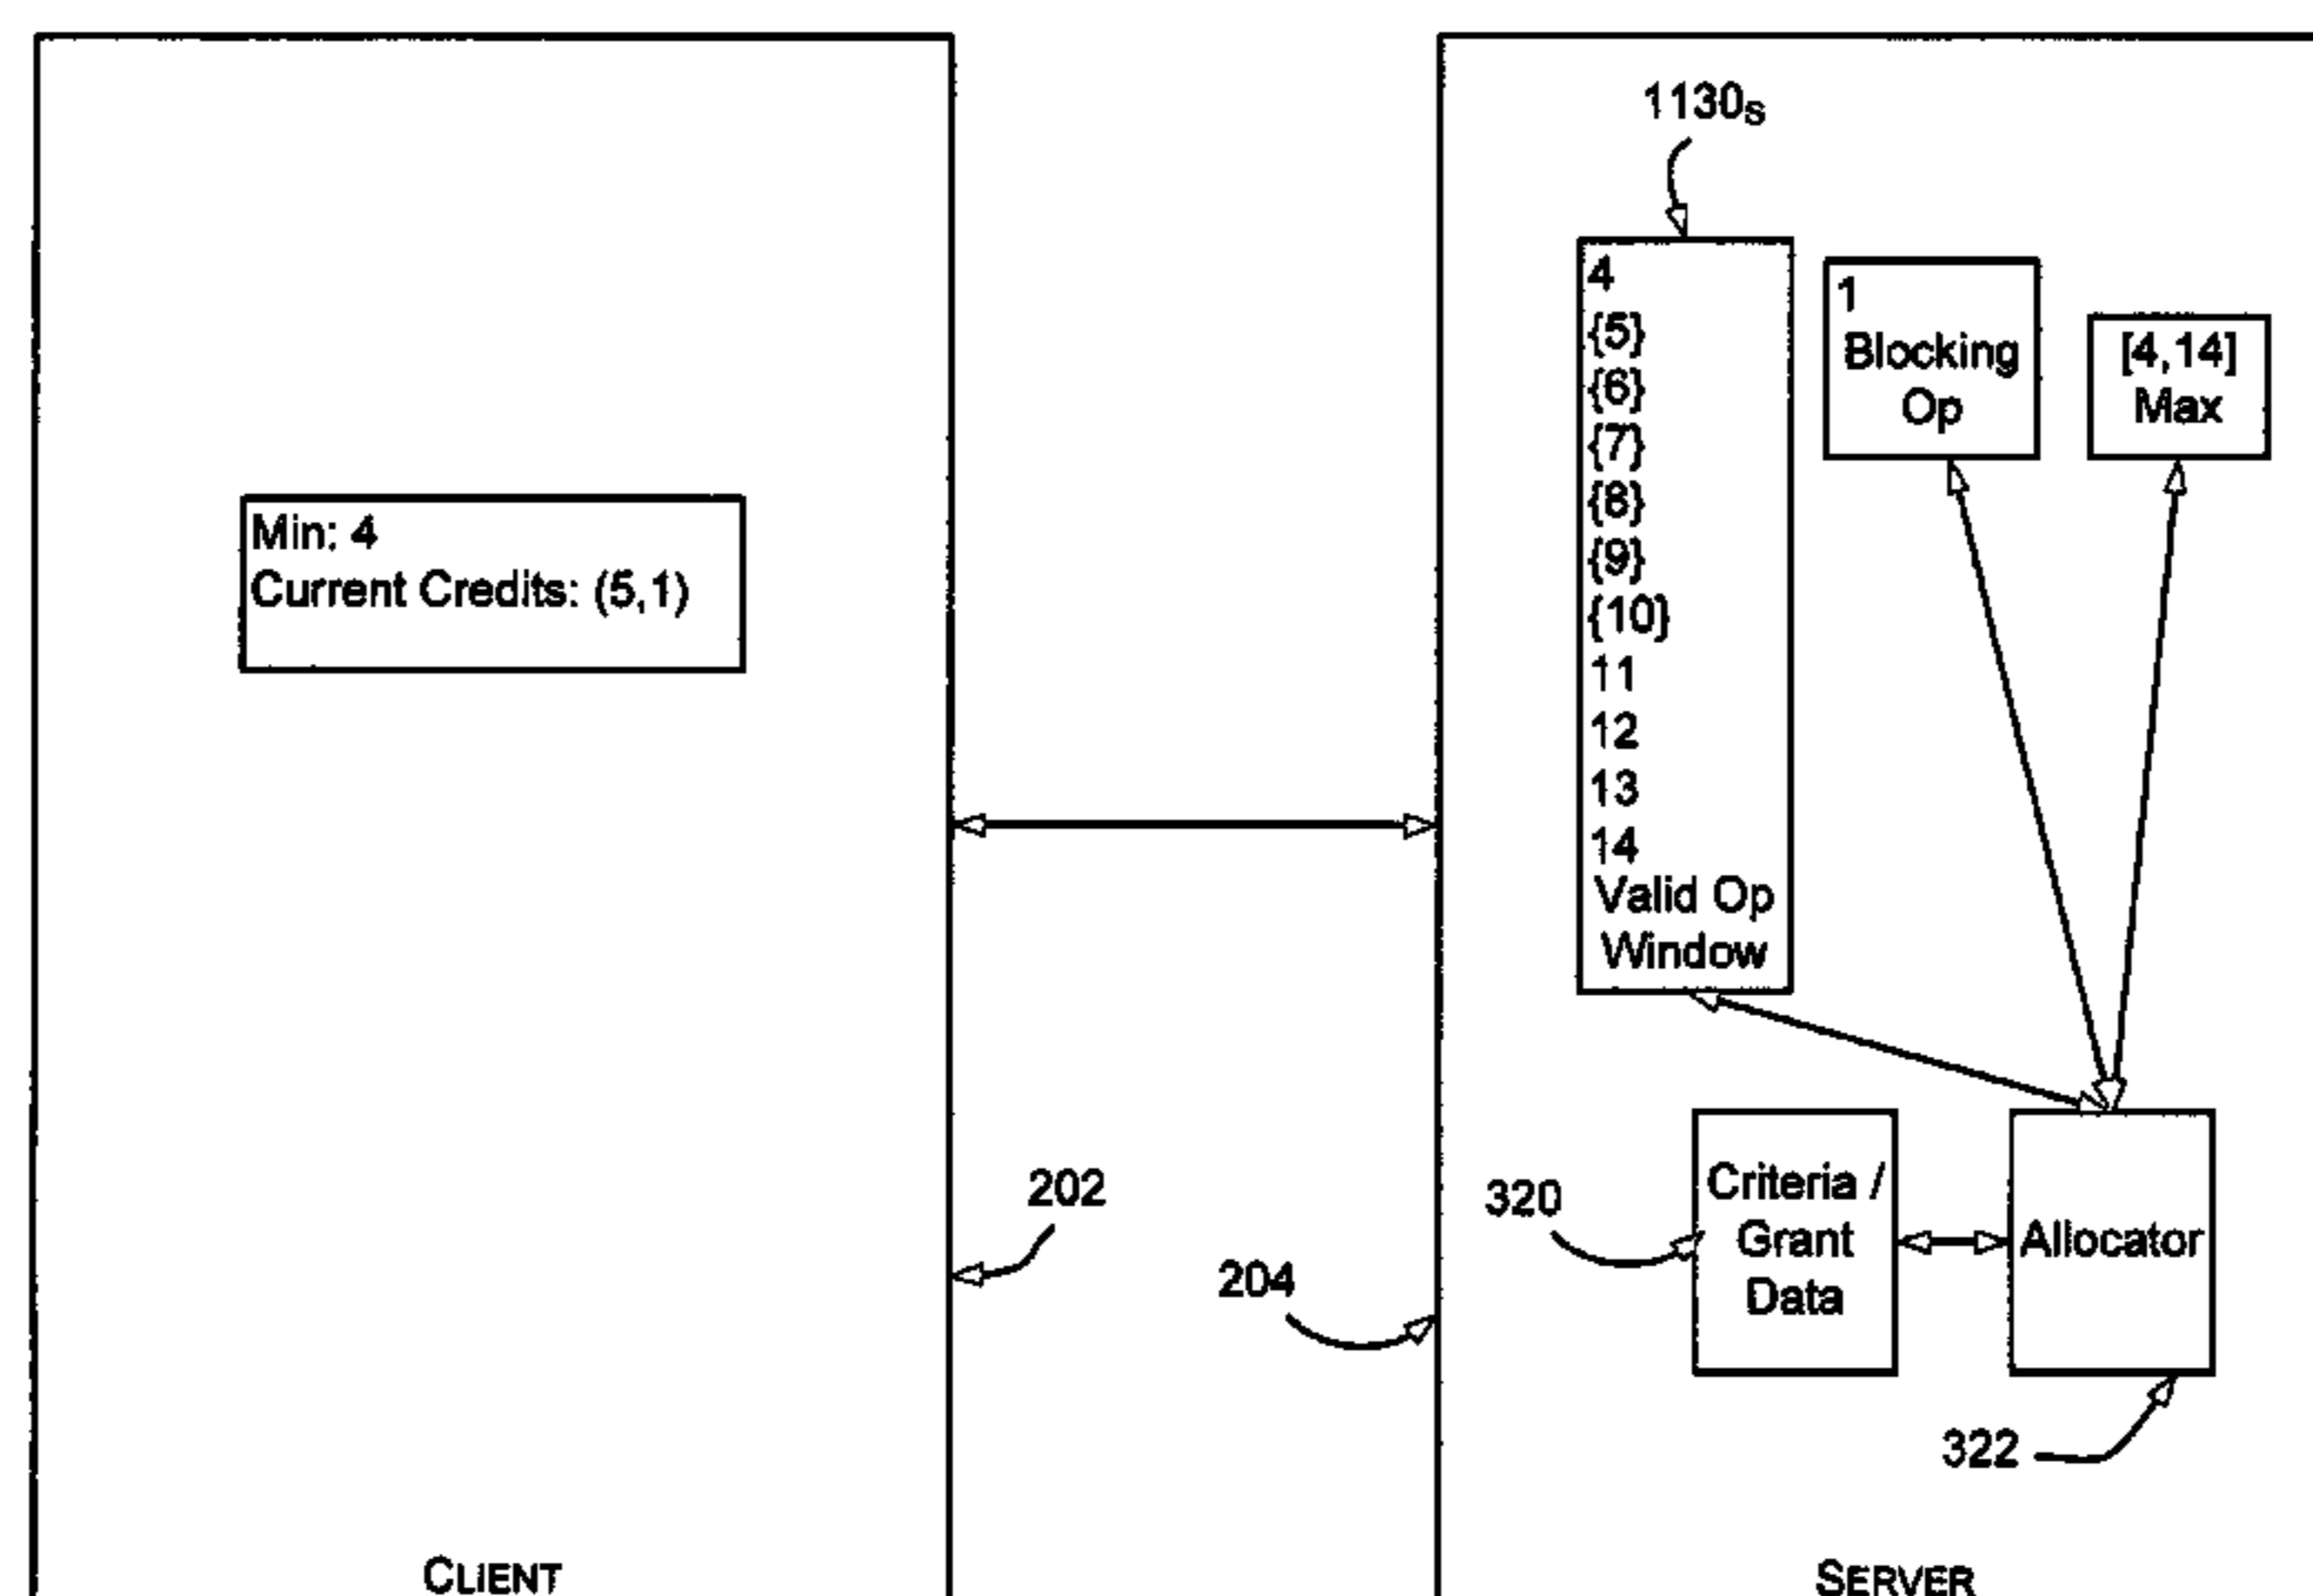 Min: 4
Current Credits: (5,1)
CLIENT
202
204
1130S
4
{5}
{6}
{7}
{8}
{9}
{10}
11
12
13
14
Valid Op
Window
1
Blocking
Op
[4,14]
Max
320
Criteria /
Grant
Data
Allocator
322
SERVER